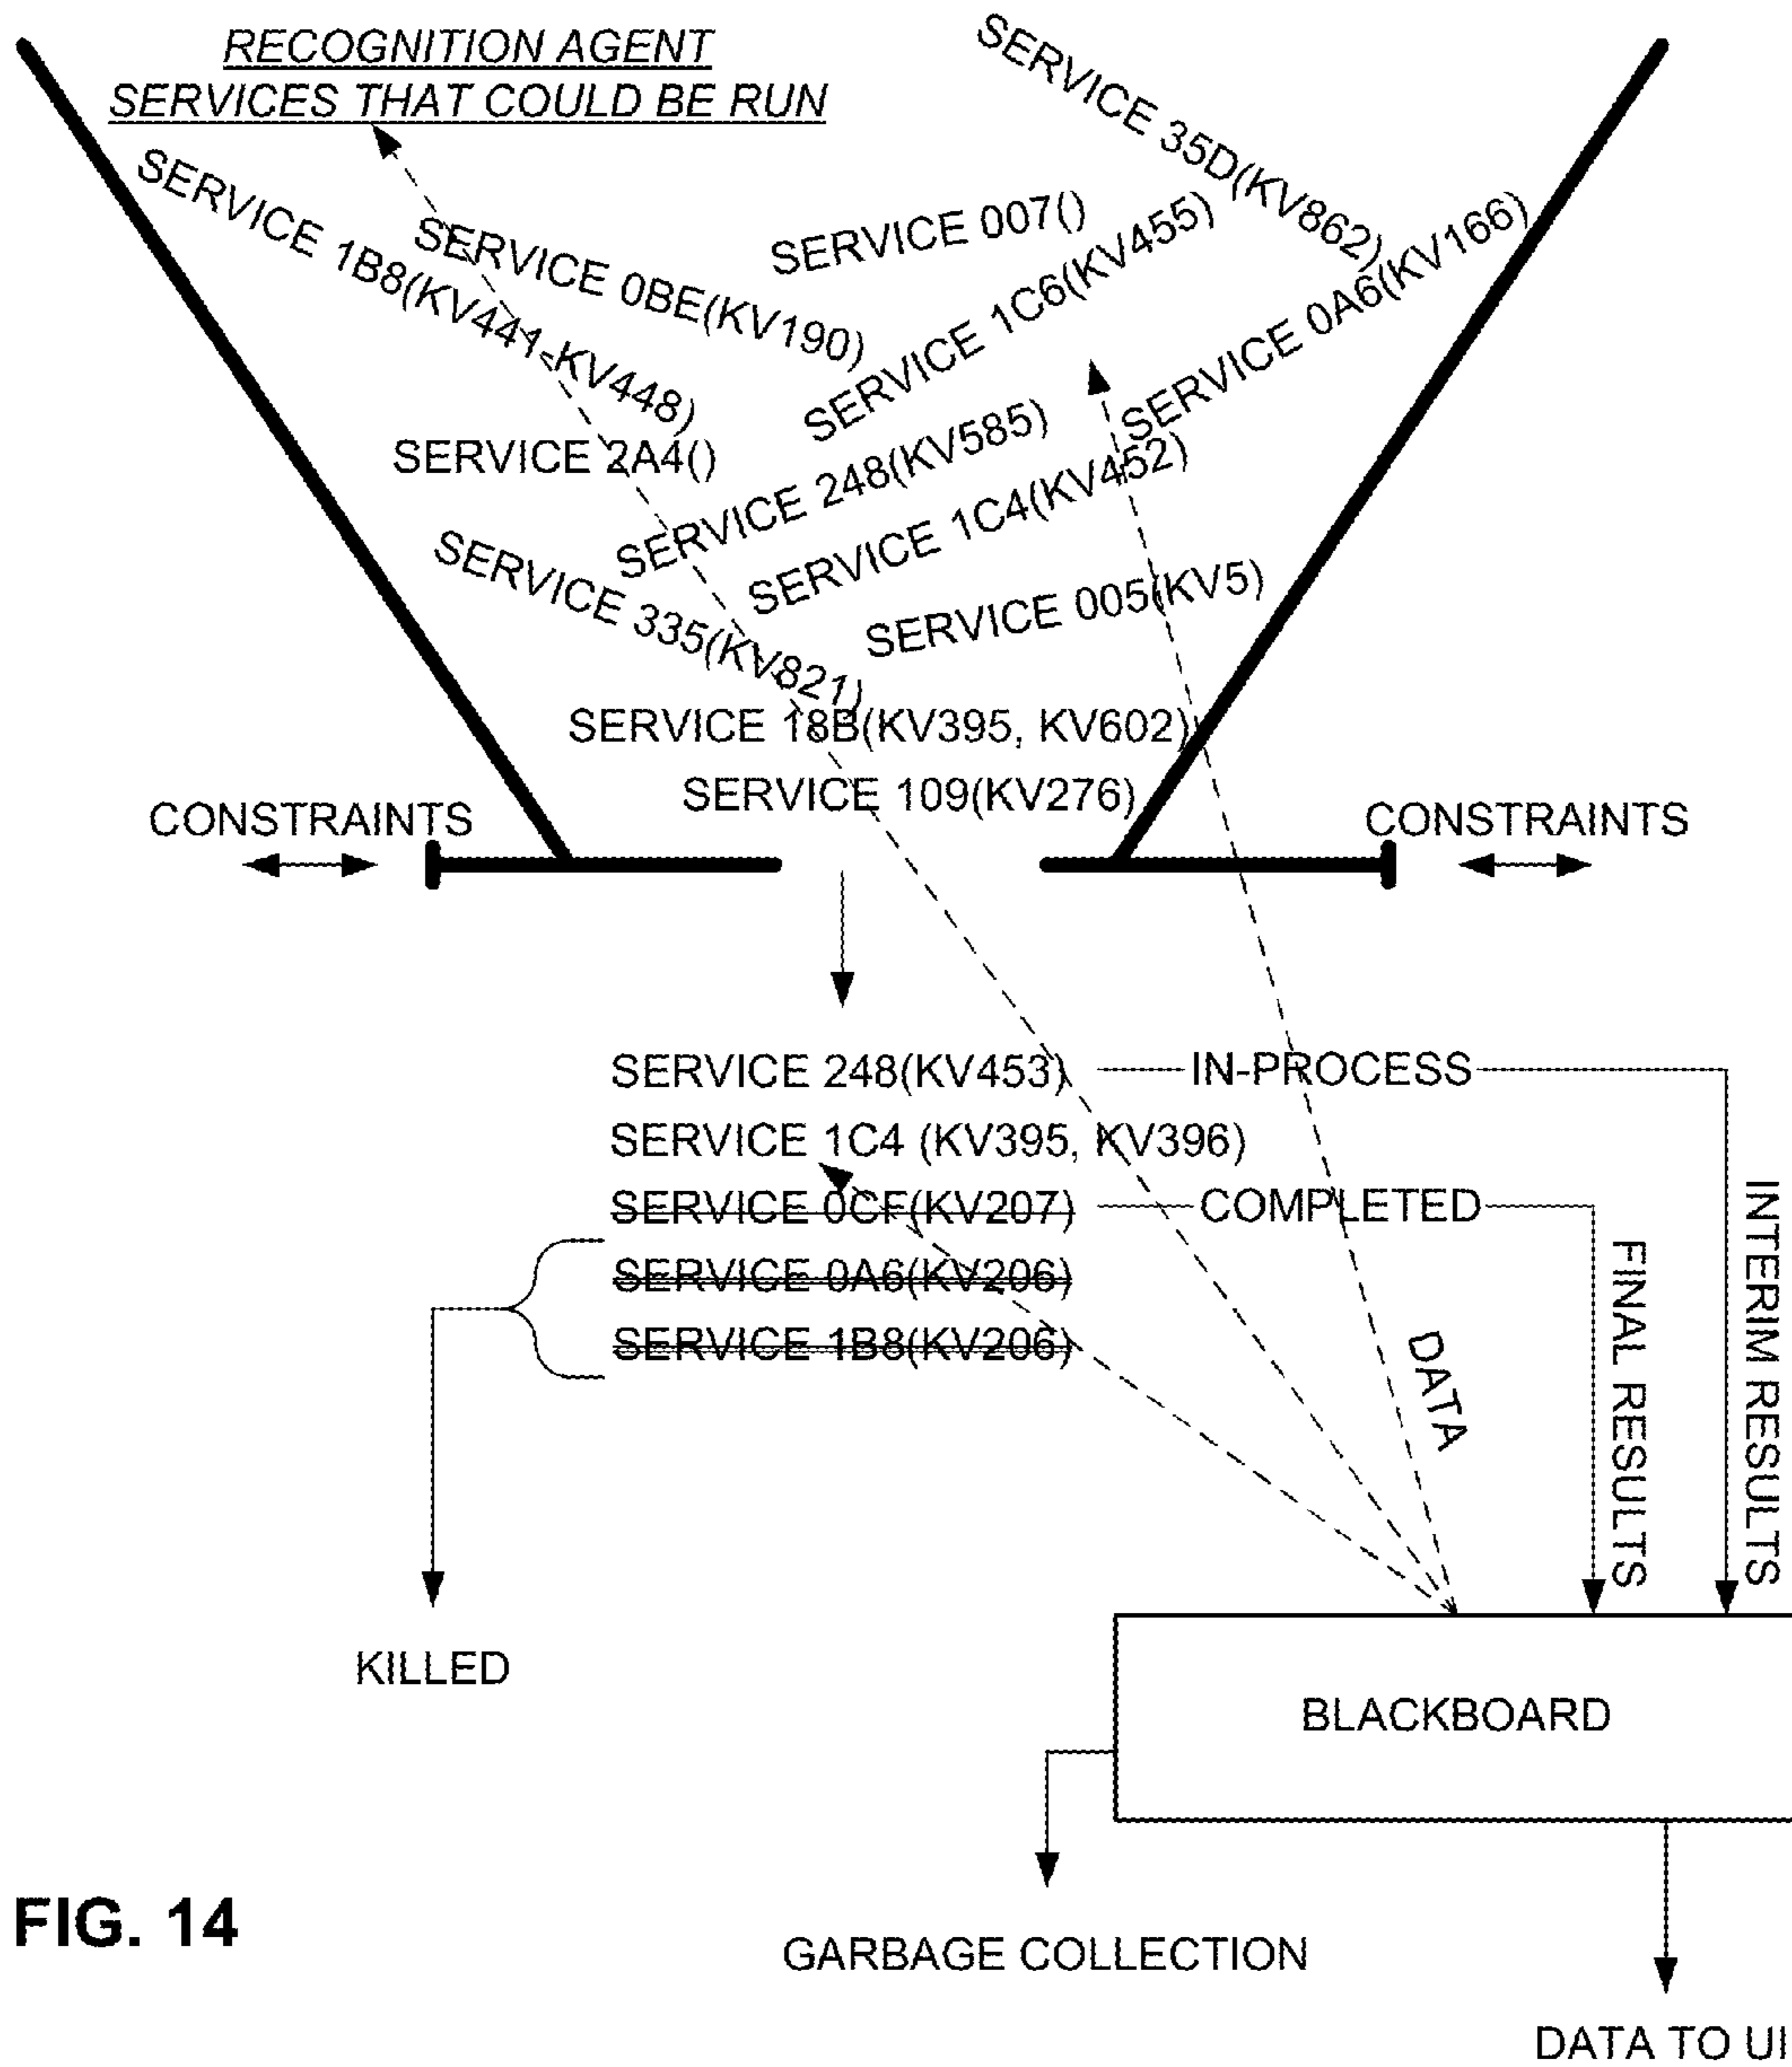 RECOGNITION AGENT
SERVICES THAT COULD BE RUN
SERVICE 35D(KV862)
SERVICE 1B8(KV441-KV448)
SERVICE 0BE(KV190)
SERVICE 007()
SERVICE 1C6(KV455)
SERVICE 0A6(KV166)
SERVICE 2A4()
SERVICE 248(KV585)
SERVICE 1C4(KV452)
SERVICE 335(KV821)
SERVICE 005(KV5)
SERVICE 18B(KV395, KV602)
SERVICE 109(KV276)
CONSTRAINTS
CONSTRAINTS
SERVICE 248(KV453)
IN-PROCESS
SERVICE 1C4 (KV395, KV396)
SERVICE 0CF(KV207)
COMPLETED
SERVICE 0A6(KV206)
SERVICE 1B8(KV206)
DATA
FINAL RESULTS
INTERIM RESULTS
KILLED
BLACKBOARD
GARBAGE COLLECTION
DATA TO UI
FIG. 14